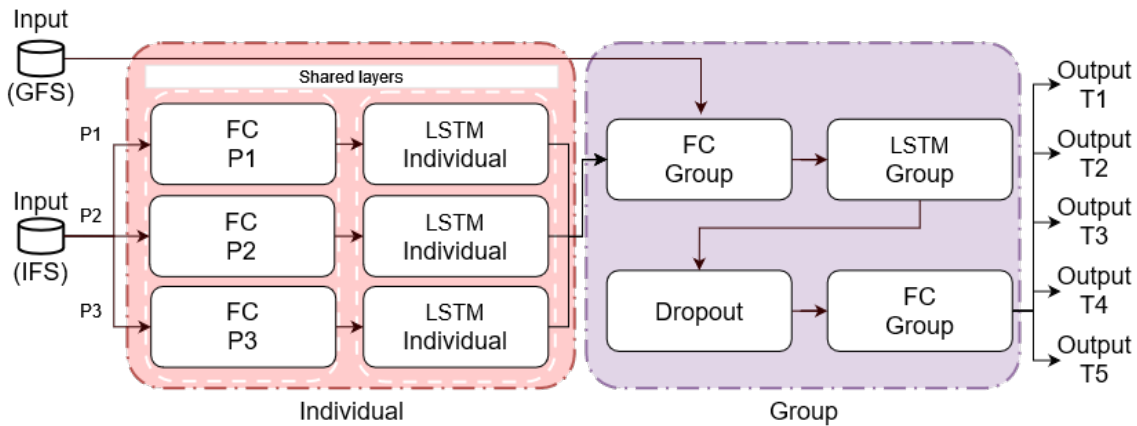 Input
(GFS)
Shared layers
P1
FC
P1
LSTM
Individual
Input
(IFS)
P2
FC
P2
LSTM
Individual
P3
FC
P3
LSTM
Individual
Individual
FC
Group
LSTM
Group
Dropout
FC
Group
Group
Output
T1
Output
T2
Output
T3
Output
T4
Output
T5